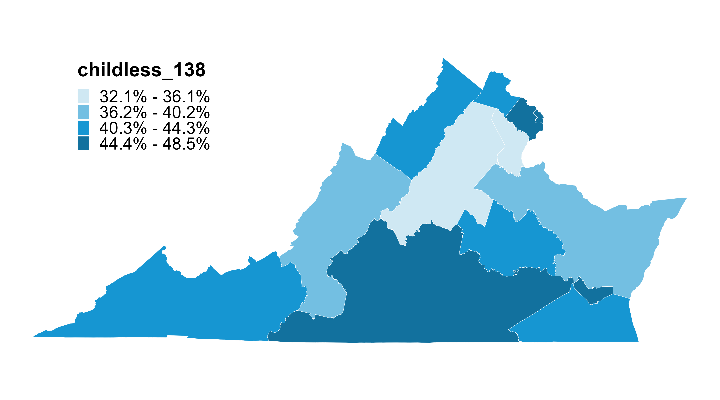 childless_138
32.1% - 36.1%
36.2% - 40.2%
40.3% - 44.3%
44.4% - 48.5%